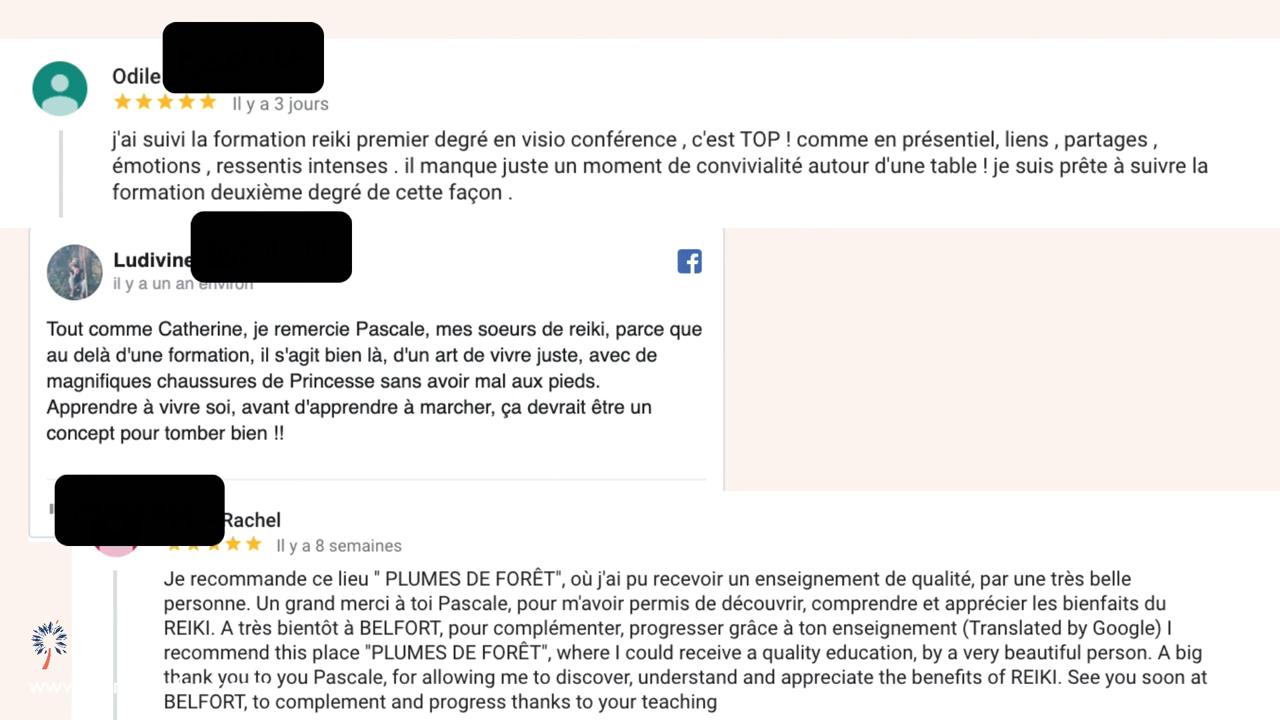 Odile
Il y a 3 jours
j'ai suivi la formation reiki premier degré en visio conférence , c'est TOP ! comme en présentiel, liens , partages ,
émotions , ressentis intenses . il manque juste un moment de convivialité autour d'une table ! je suis prête à suivre la
formation deuxième degré de cette façon .
Ludivine
il y a un an environ
Tout comme Catherine, je remercie Pascale, mes soeurs de reiki, parce que
au delà d'une formation, il s'agit bien là, d'un art de vivre juste, avec de
magnifiques chaussures de Princesse sans avoir mal aux pieds.
Apprendre à vivre soi, avant d'apprendre à marcher, ça devrait être un
concept pour tomber bien !!
Rachel
Il y a 8 semaines
Je recommande ce lieu " PLUMES DE FORÊT", où j'ai pu recevoir un enseignement de qualité, par une très belle
personne. Un grand merci à toi Pascale, pour m'avoir permis de découvrir, comprendre et apprécier les bienfaits du
REIKI. A très bientôt à BELFORT, pour complémenter, progresser grâce à ton enseignement (Translated by Google) I
recommend this place "PLUMES DE FORÊT", where I could receive a quality education, by a very beautiful person. A big
thank you to you Pascale, for allowing me to discover, understand and appreciate the benefits of REIKI. See you soon at
BELFORT, to complement and progress thanks to your teaching